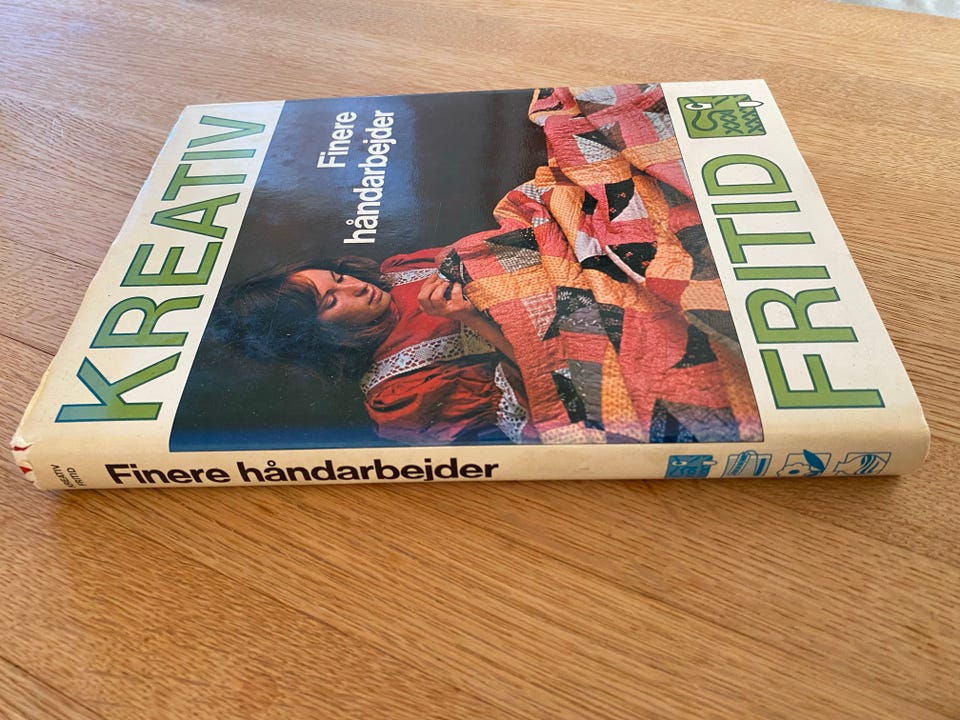 KREATIV
Finere
håndarbejder
FRITID
KREATIV
FRITID
Finere håndarbejder